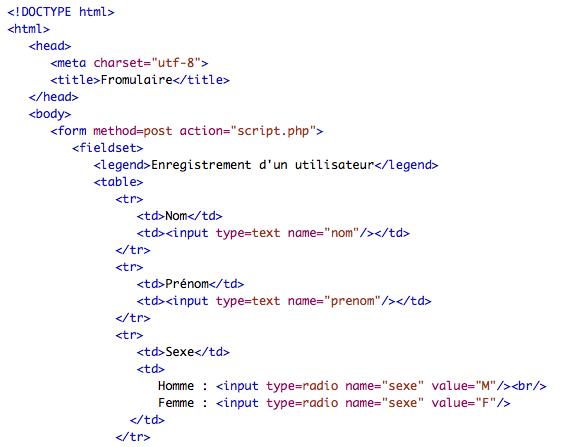 <!DOCTYPE html>
<html>
<head>
<meta charset="utf-8">
<title>Fromulaire</title>
</head>
<body>
<form method=post action="script.php">
<fieldset>
<legend>Enregistrement d'un utilisateur</legend>
<table>
<tr>
<td>Nom</td>
<td><input type=text name="nom"/></td>
</tr>
<tr>
<td>Prénom</td>
<td><input type=text name="prenom"/></td>
</tr>
<tr>
<td>Sexe</td>
<td>
Homme : <input type=radio name="sexe" value="M"/><br/>
Femme : <input type=radio name="sexe" value="F"/>
</td>
</tr>